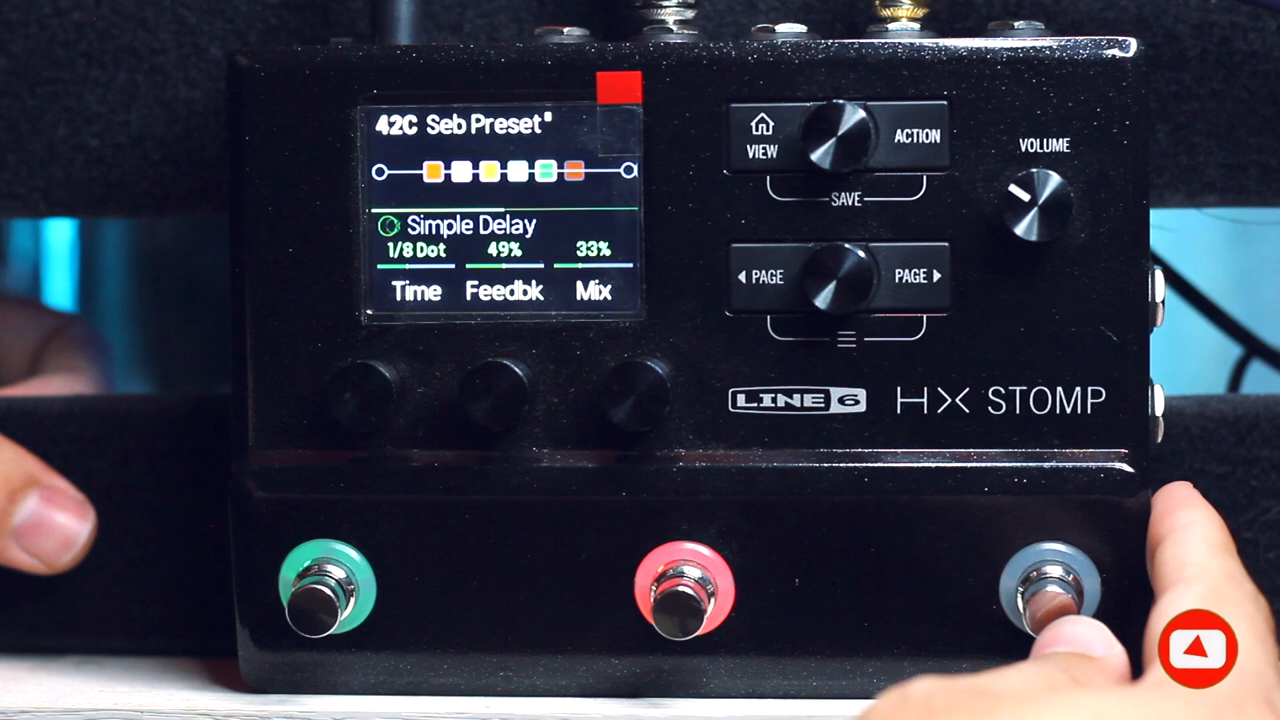 42C Seb Preset
Simple Delay
1/8 Dot 49% 33%
Time Feedbk Mix
VIEW ACTION
SAVE
VOLUME
PAGE PAGE
LINE 6 HX STOMP